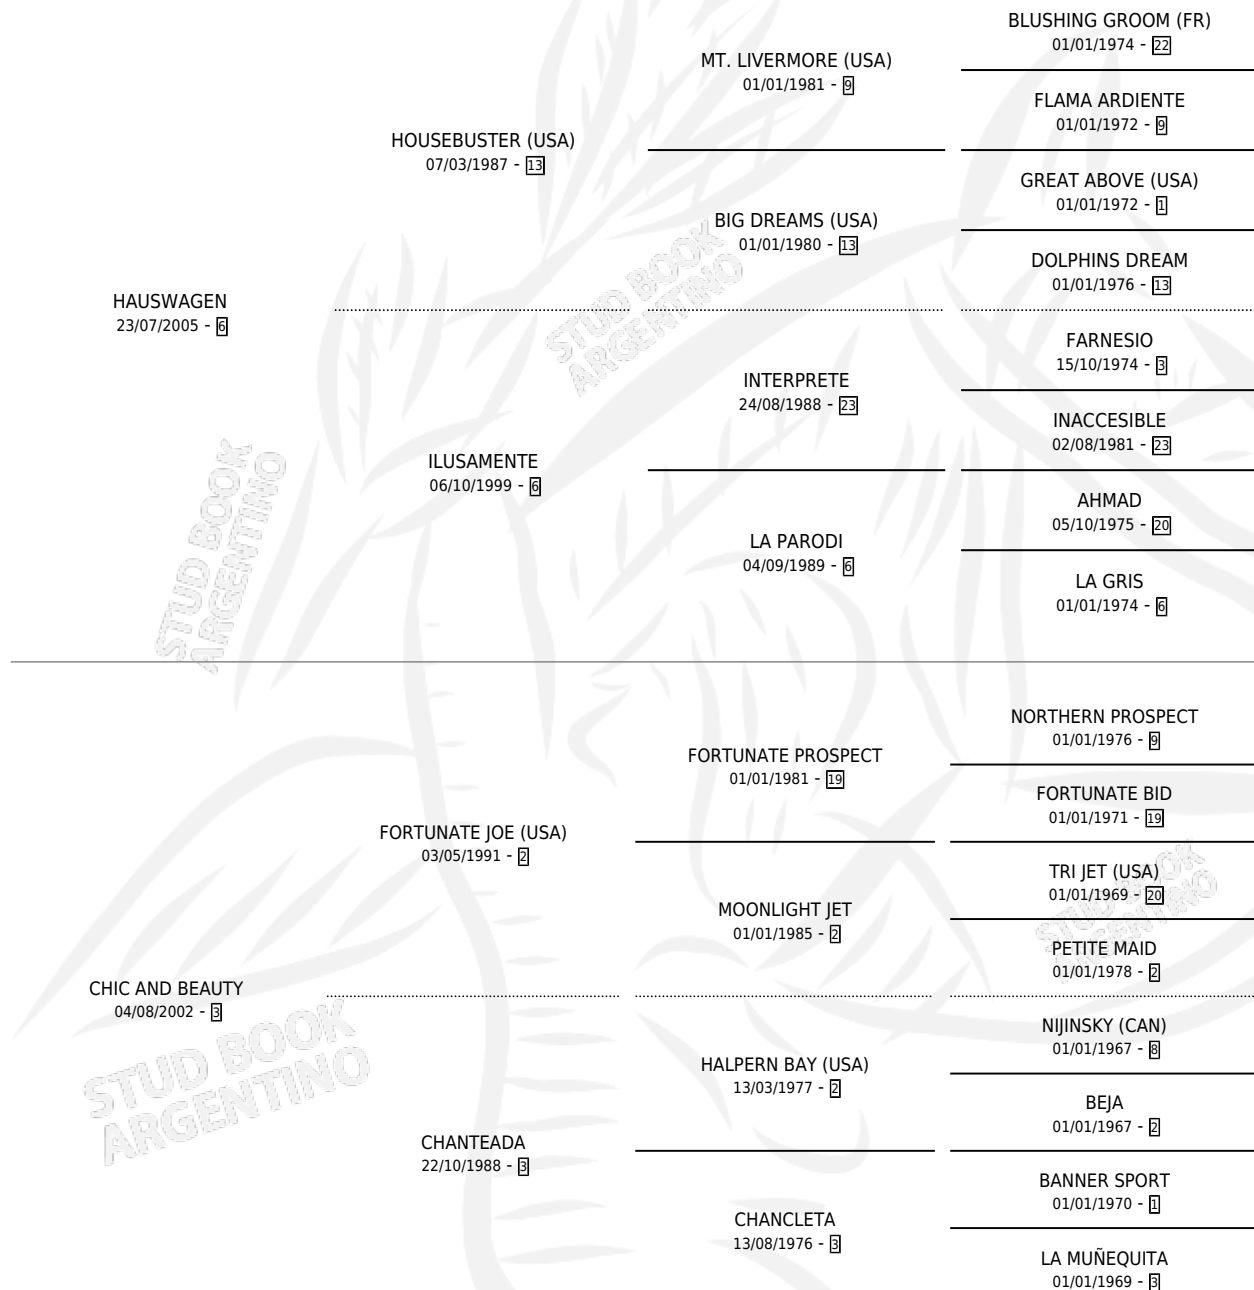 BLUSHING GROOM (FR)
01/01/1974 - 22
MT. LIVERMORE (USA)
01/01/1981 - 9
FLAMA ARDIENTE
01/01/1972 - 9
HOUSEBUSTER (USA)
07/03/1987 - 13
GREAT ABOVE (USA)
01/01/1972 - 1
BIG DREAMS (USA)
01/01/1980 - 13
DOLPHINS DREAM
01/01/1976 - 13
HAUSWAGEN
23/07/2005 - 6
FARNESIO
15/10/1974 - 3
INTERPRETE
24/08/1988 - 23
INACCESIBLE
02/08/1981 - 23
ILUSAMENTE
06/10/1999 - 6
AHMAD
05/10/1975 - 20
LA PARODI
04/09/1989 - 6
LA GRIS
01/01/1974 - 6
NORTHERN PROSPECT
01/01/1976 - 9
FORTUNATE PROSPECT
01/01/1981 - 19
FORTUNATE BID
01/01/1971 - 19
FORTUNATE JOE (USA)
03/05/1991 - 2
TRI JET (USA)
01/01/1969 - 20
MOONLIGHT JET
01/01/1985 - 2
PETITE MAID
01/01/1978 - 2
CHIC AND BEAUTY
04/08/2002 - 3
NIJINSKY (CAN)
01/01/1967 - 8
HALPERN BAY (USA)
13/03/1977 - 2
BEJA
01/01/1967 - 2
CHANTEADA
22/10/1988 - 3
BANNER SPORT
01/01/1970 - 1
CHANCLETA
13/08/1976 - 3
LA MUÑEQUITA
01/01/1969 - 3
STUD BOOK
ARGENTINO
STUD BOOK
ARGENTINO
STUD BOOK
ARGENTINO
STUD BOOK
ARGENTINO